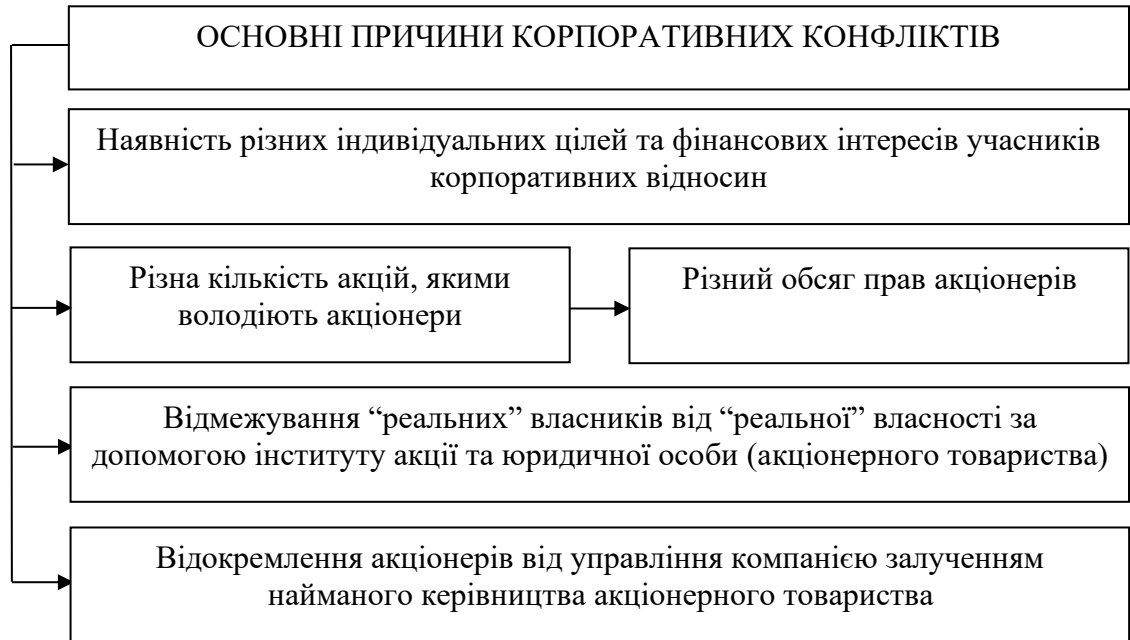 ОСНОВНІ ПРИЧИНИ КОРПОРАТИВНИХ КОНФЛІКТІВ
Наявність різних індивідуальних цілей та фінансових інтересів учасників
корпоративних відносин
Різна кількість акцій, якими
володіють акціонери
Різний обсяг прав акціонерів
Відмежування “реальних” власників від “реальної” власності за
допомогою інституту акції та юридичної особи (акціонерного товариства)
Відокремлення акціонерів від управління компанією залученням
найманого керівництва акціонерного товариства